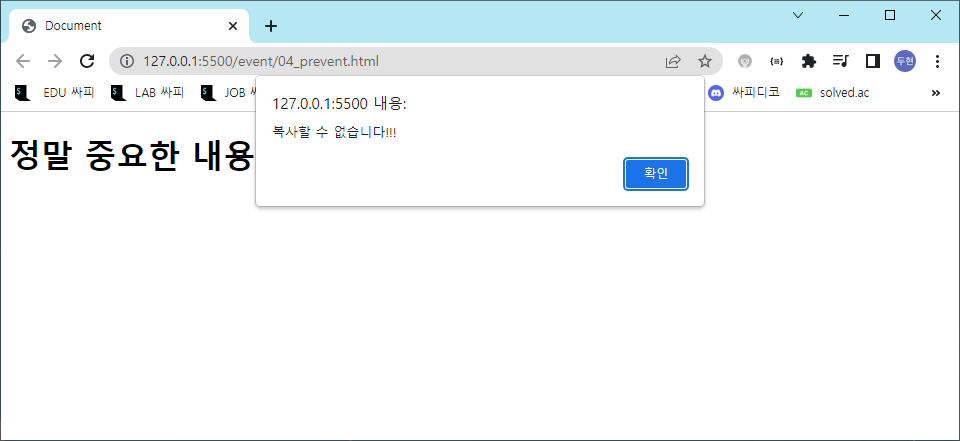 Document
127.0.0.1:5500/event/04_prevent.html
두현
EDU 싸피 LAB 싸피 JOB 싸피디코 solved.ac
127.0.0.1:5500 내용:
복사할 수 없습니다!!!
확인
정말 중요한 내용